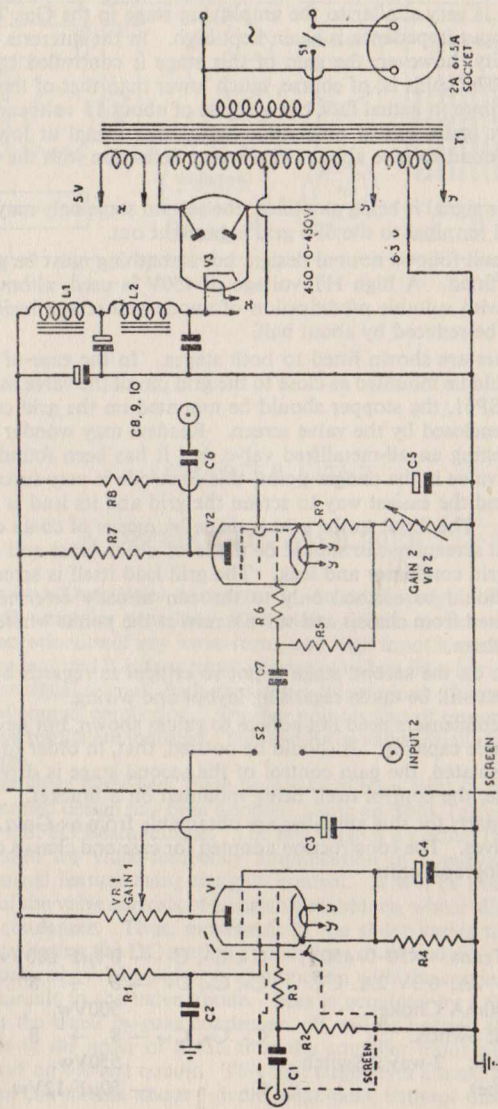 C1
R2
SCREEN
R3
R1
C2
V1
VR 1
GAIN 1
R4
C4
C3
SCREEN
INPUT 2
S2
C7
R5
R6
R7
R8
V2
R9
GAIN 2
VR 2
C5
C6
C8,9,10
L1
L2
V3
x
5V
x
450-0-450V
6·3
y
T1
S1
2A or 5A
SOCKET
y
y
y
y
x